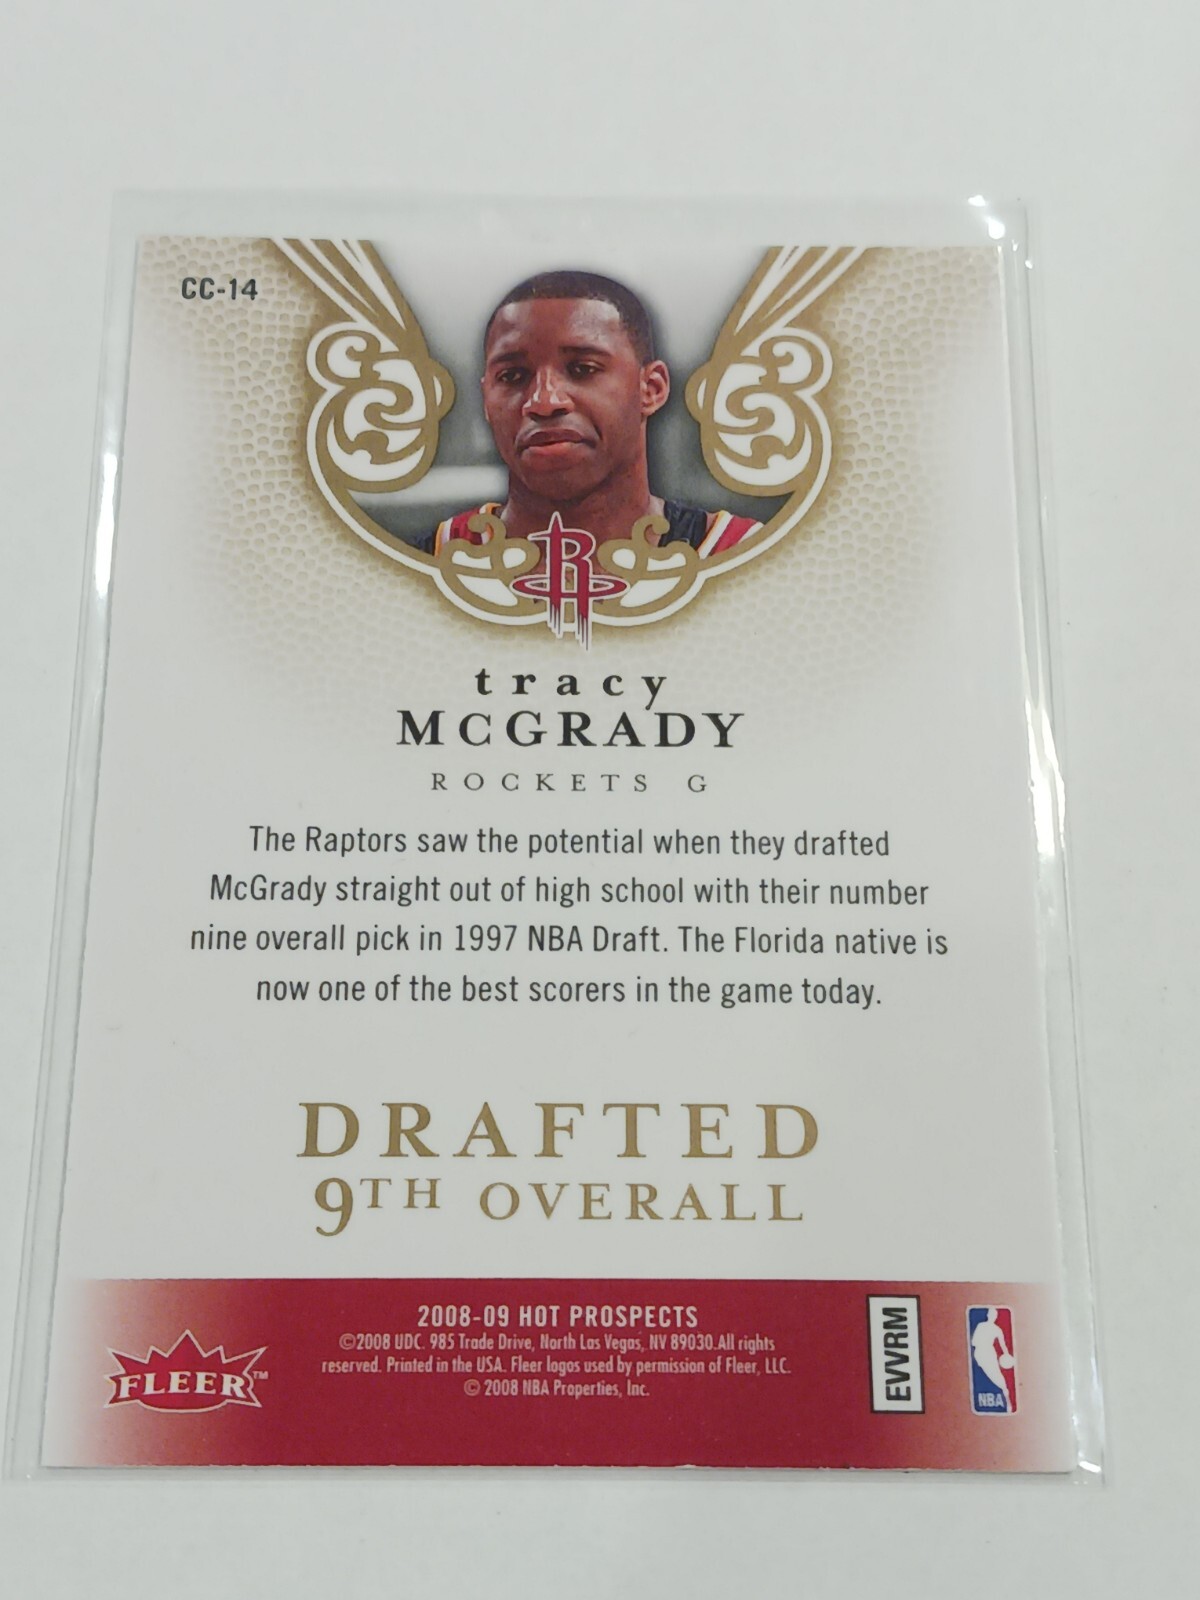 CC-14
R
tracy
MCGRADY
ROCKETS G
The Raptors saw the potential when they drafted
McGrady straight out of high school with their number
nine overall pick in 1997 NBA Draft. The Florida native is
now one of the best scorers in the game today.
DRAFTED
9TH OVERALL
2008-09 HOT PROSPECTS
©2008 UDC. 985 Trade Drive, North Las Vegas, NV 89030.All rights
reserved. Printed in the USA. Fleer logos used by permission of Fleer, LLC.
© 2008 NBA Properties, Inc.
FLEER™
EVVRM
NBA